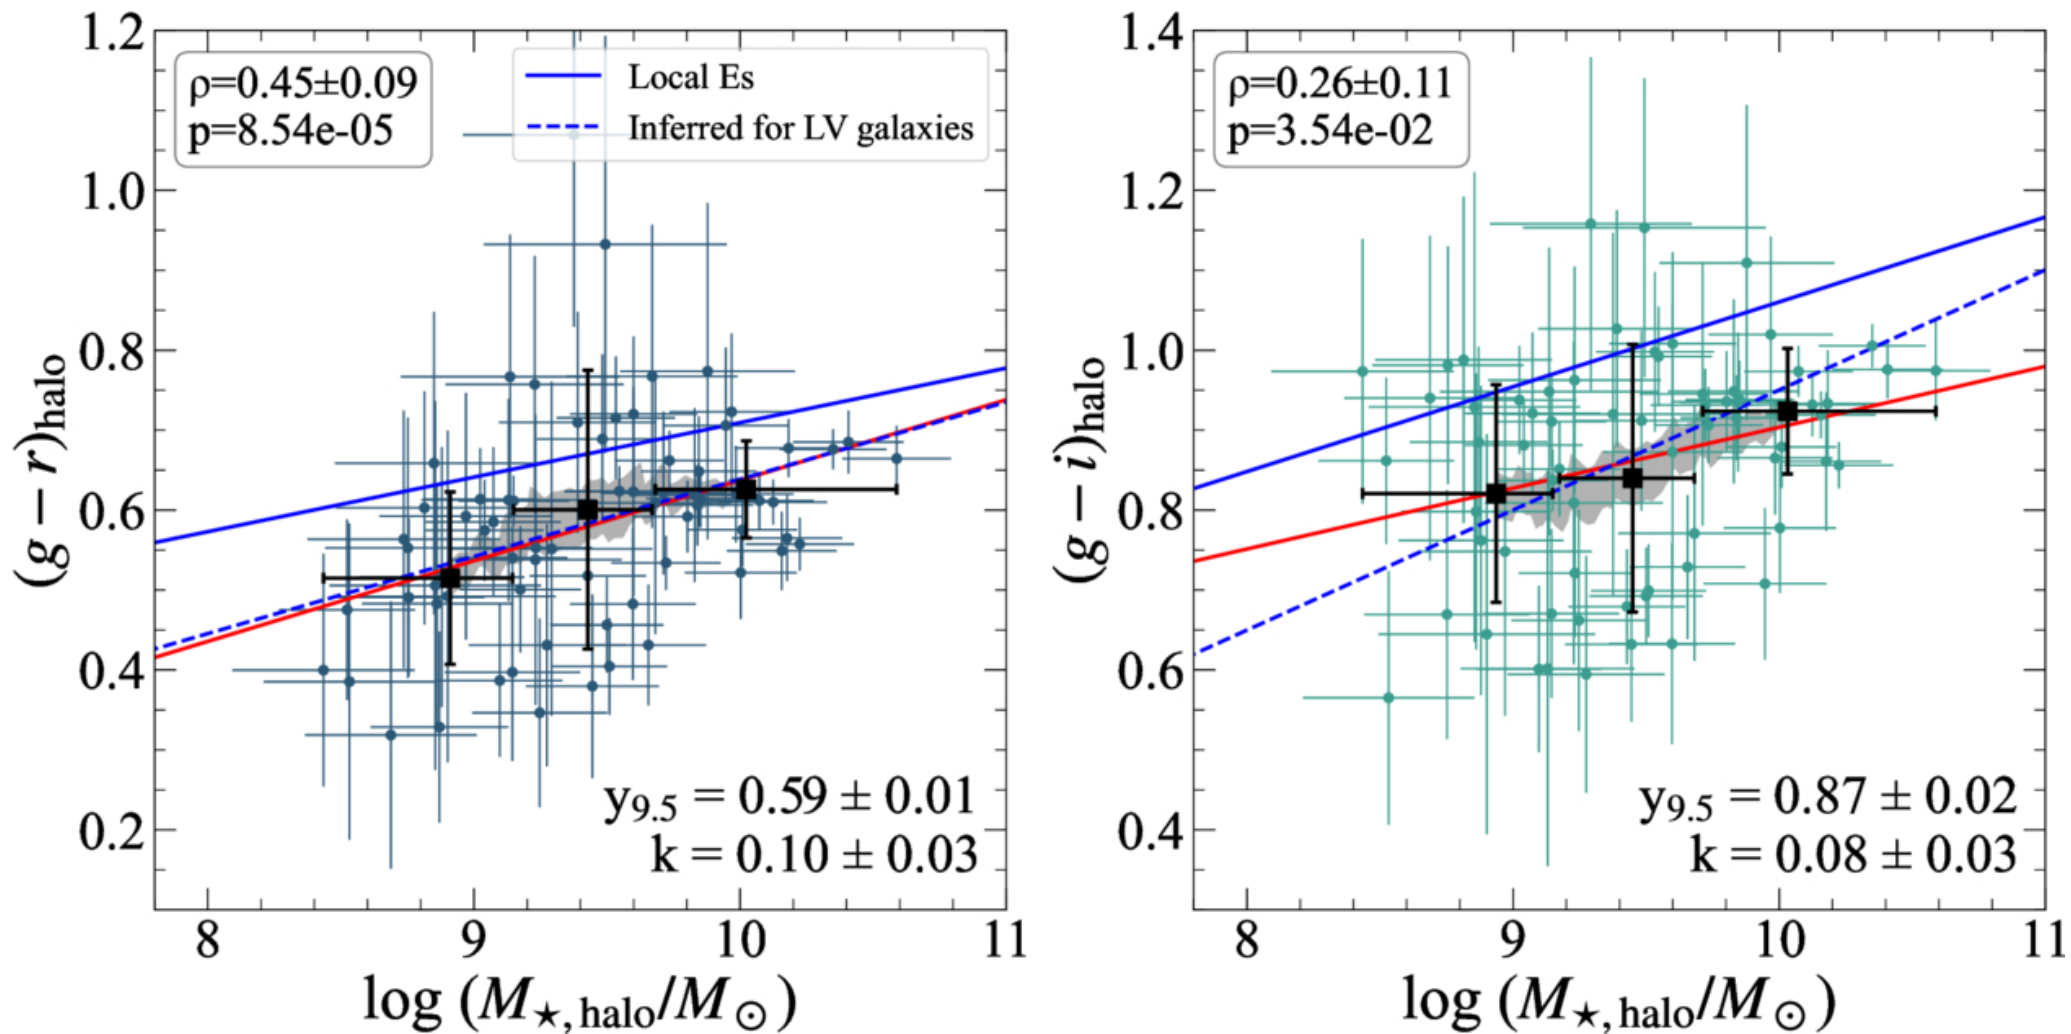 1.2
1.0
0.8
0.6
0.4
0.2
(g − r)halo
ρ=0.45±0.09
p=8.54e-05
Local Es
Inferred for LV galaxies
y9.5 = 0.59 ± 0.01
k = 0.10 ± 0.03
8 9 10 11
log (M★,halo/M⊙)
1.4
1.2
1.0
0.8
0.6
0.4
(g − i)halo
ρ=0.26±0.11
p=3.54e-02
y9.5 = 0.87 ± 0.02
k = 0.08 ± 0.03
8 9 10 11
log (M★,halo/M⊙)